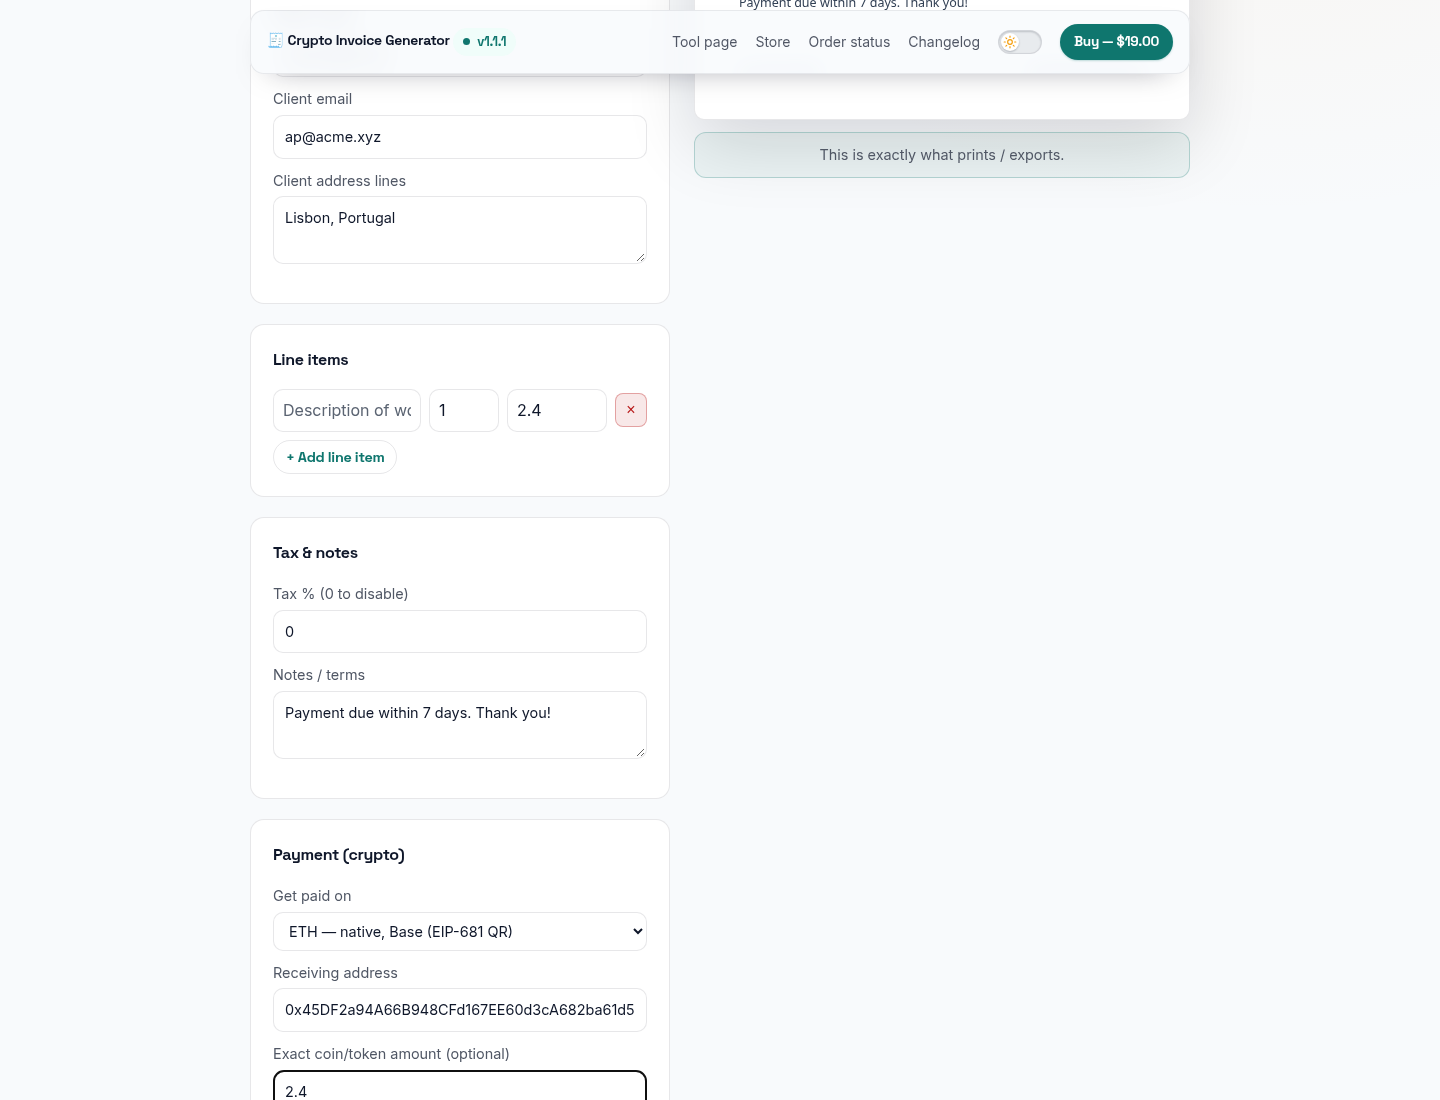 Payment due within 7 days. Thank you!
🧾 Crypto Invoice Generator
v1.1.1
Tool page
Store
Order status
Changelog
Buy — $19.00
Client email
ap@acme.xyz
This is exactly what prints / exports.
Client address lines
Lisbon, Portugal
Line items
Description of wo
1
2.4
×
+ Add line item
Tax & notes
Tax % (0 to disable)
0
Notes / terms
Payment due within 7 days. Thank you!
Payment (crypto)
Get paid on
ETH — native, Base (EIP-681 QR)
Receiving address
0x45DF2a94A66B948CFd167EE60d3cA682ba61d5
Exact coin/token amount (optional)
2.4